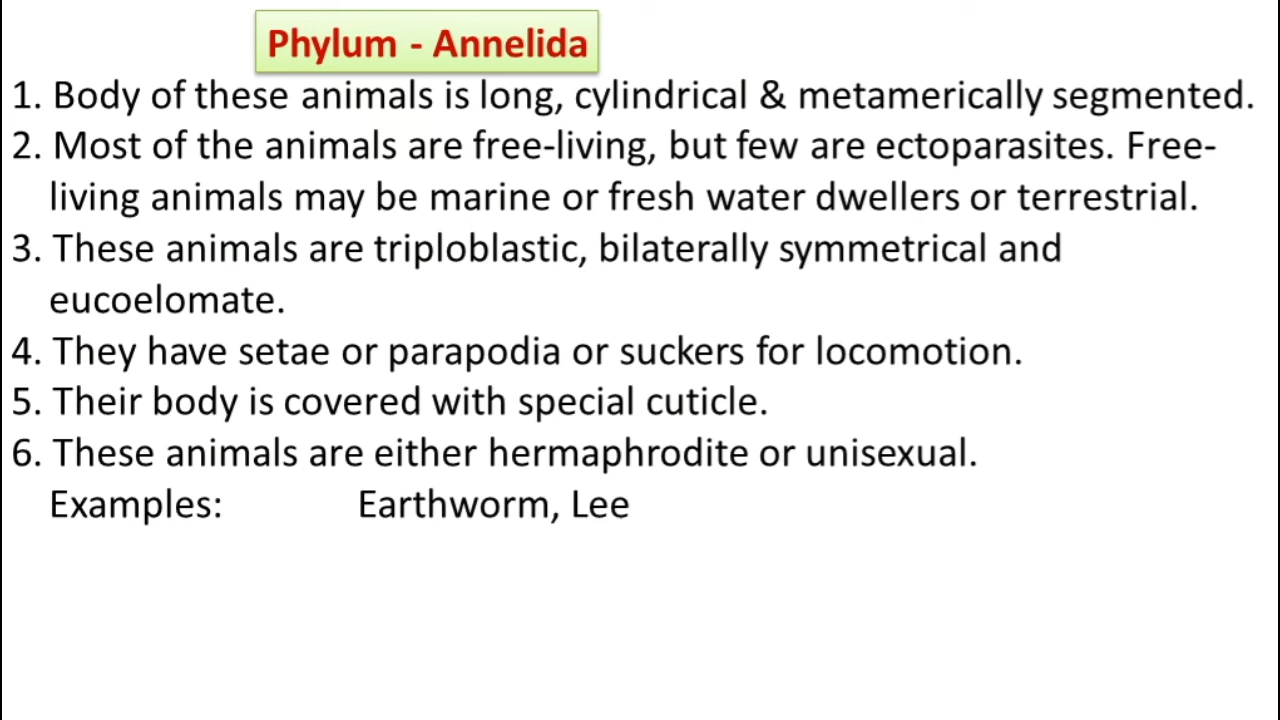 Phylum - Annelida
1. Body of these animals is long, cylindrical & metamerically segmented.
2. Most of the animals are free-living, but few are ectoparasites. Free-
living animals may be marine or fresh water dwellers or terrestrial.
3. These animals are triploblastic, bilaterally symmetrical and
eucoelomate.
4. They have setae or parapodia or suckers for locomotion.
5. Their body is covered with special cuticle.
6. These animals are either hermaphrodite or unisexual.
Examples: Earthworm, Lee